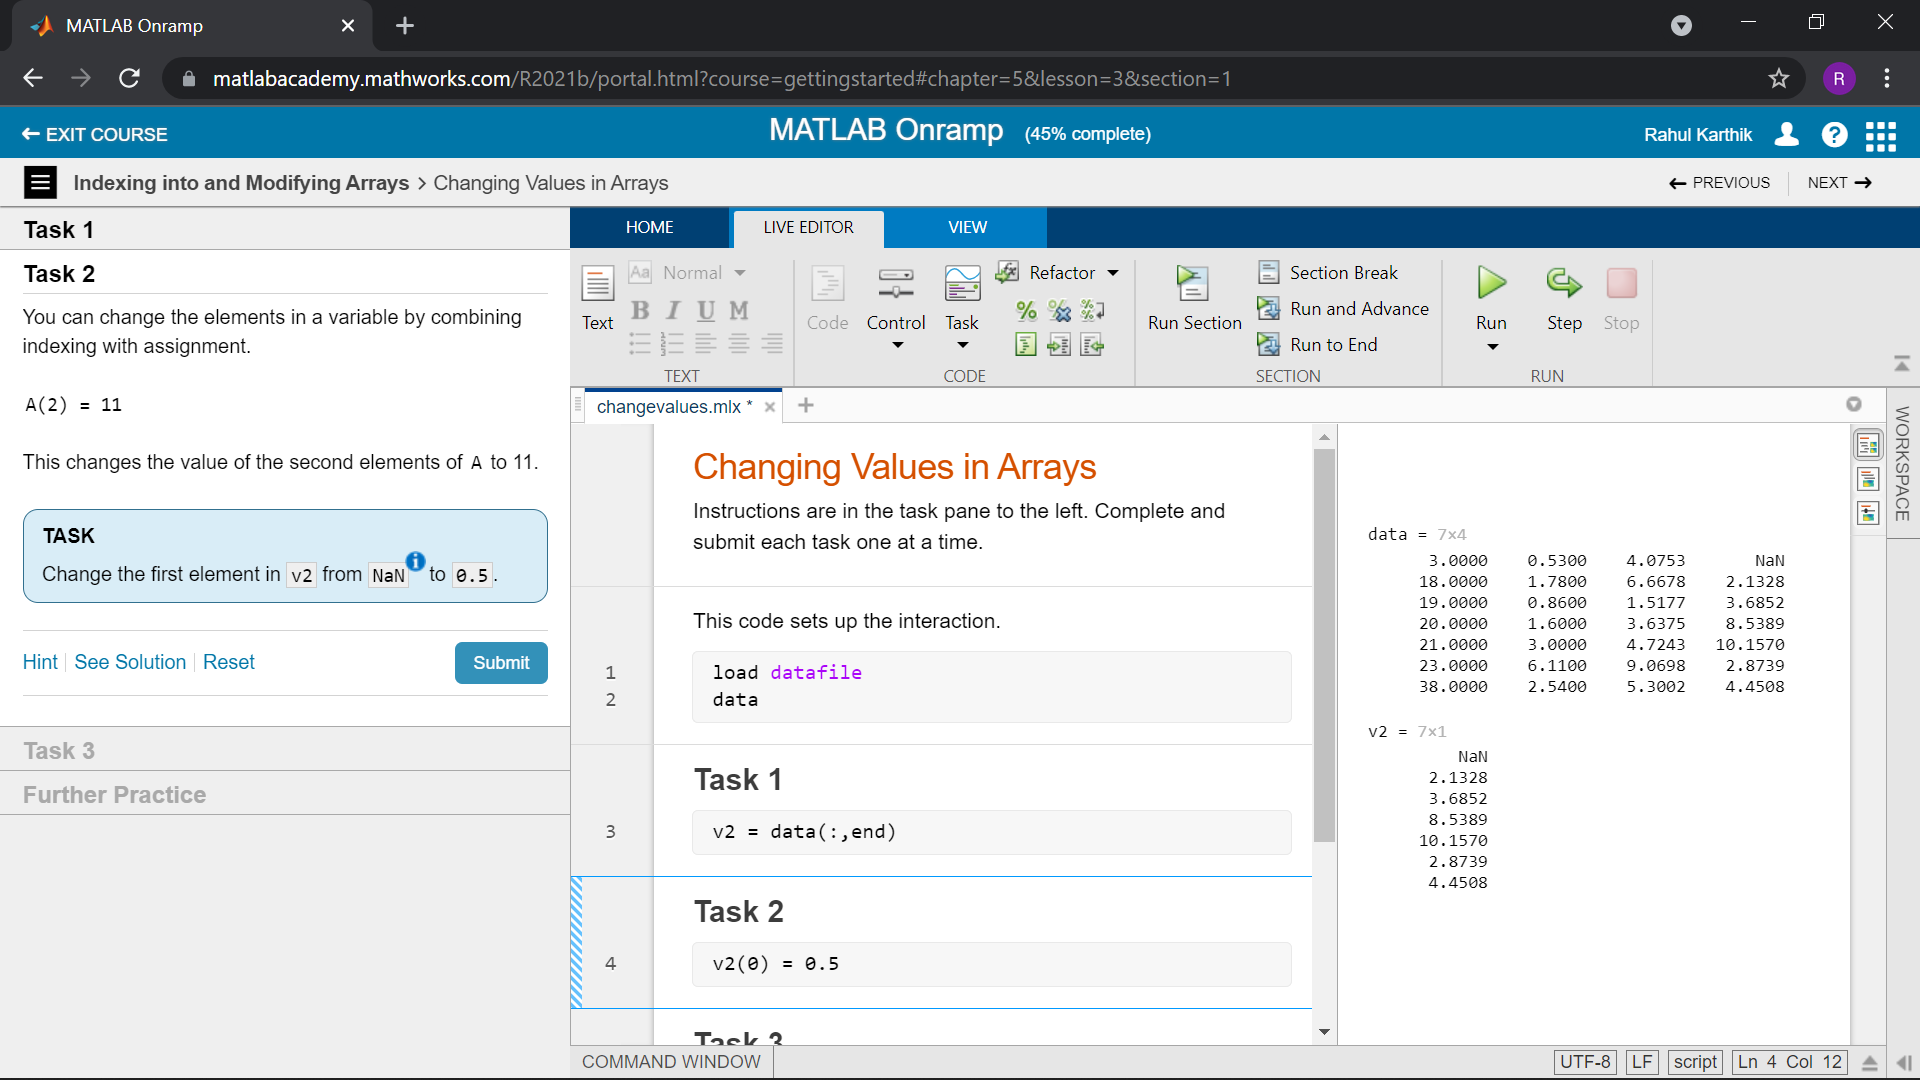 MATLAB Onramp
matlabacademy.mathworks.com/R2021b/portal.html?course=gettingstarted#chapter=5&lesson=3&section=1
R
EXIT COURSE
MATLAB Onramp (45% complete)
Rahul Karthik
?
Indexing into and Modifying Arrays > Changing Values in Arrays
PREVIOUS
NEXT
Task 1
Task 2
You can change the elements in a variable by combining
indexing with assignment.
A(2) = 11
This changes the value of the second elements of A to 11.
TASK
Change the first element in v2 from NaN i to 0.5.
Hint
See Solution
Reset
Submit
Task 3
Further Practice
HOME
LIVE EDITOR
VIEW
Text
Aa Normal
B I U M
TEXT
Code
Control
Task
Refactor
CODE
Run Section
Section Break
Run and Advance
Run to End
SECTION
Run
Step
Stop
RUN
changevalues.mlx *
Changing Values in Arrays
Instructions are in the task pane to the left. Complete and
submit each task one at a time.
This code sets up the interaction.
1 load datafile
2 data
Task 1
3 v2 = data(:,end)
Task 2
4 v2(0) = 0.5
Task 3
data = 7×4
3.0000 0.5300 4.0753 NaN
18.0000 1.7800 6.6678 2.1328
19.0000 0.8600 1.5177 3.6852
20.0000 1.6000 3.6375 8.5389
21.0000 3.0000 4.7243 10.1570
23.0000 6.1100 9.0698 2.8739
38.0000 2.5400 5.3002 4.4508
v2 = 7×1
NaN
2.1328
3.6852
8.5389
10.1570
2.8739
4.4508
WORKSPACE
COMMAND WINDOW
UTF-8
LF
script
Ln 4 Col 12